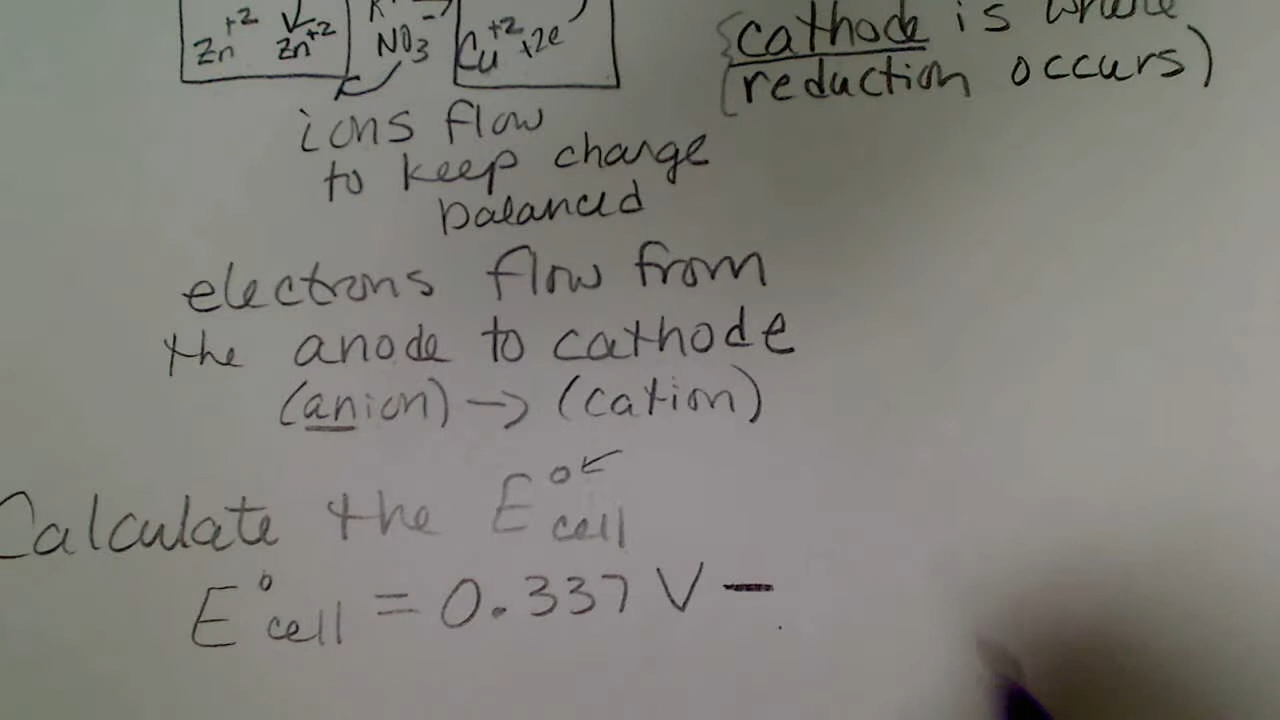 Zn+2 Zn+2 NO3 Cu+2 +2e
cathode is where
(reduction occurs)
ions flow
to keep change
balanced
electrons flow from
the anode to cathode
(anion) → (cation)
Calculate the E° cell
E° cell = 0.337 V −